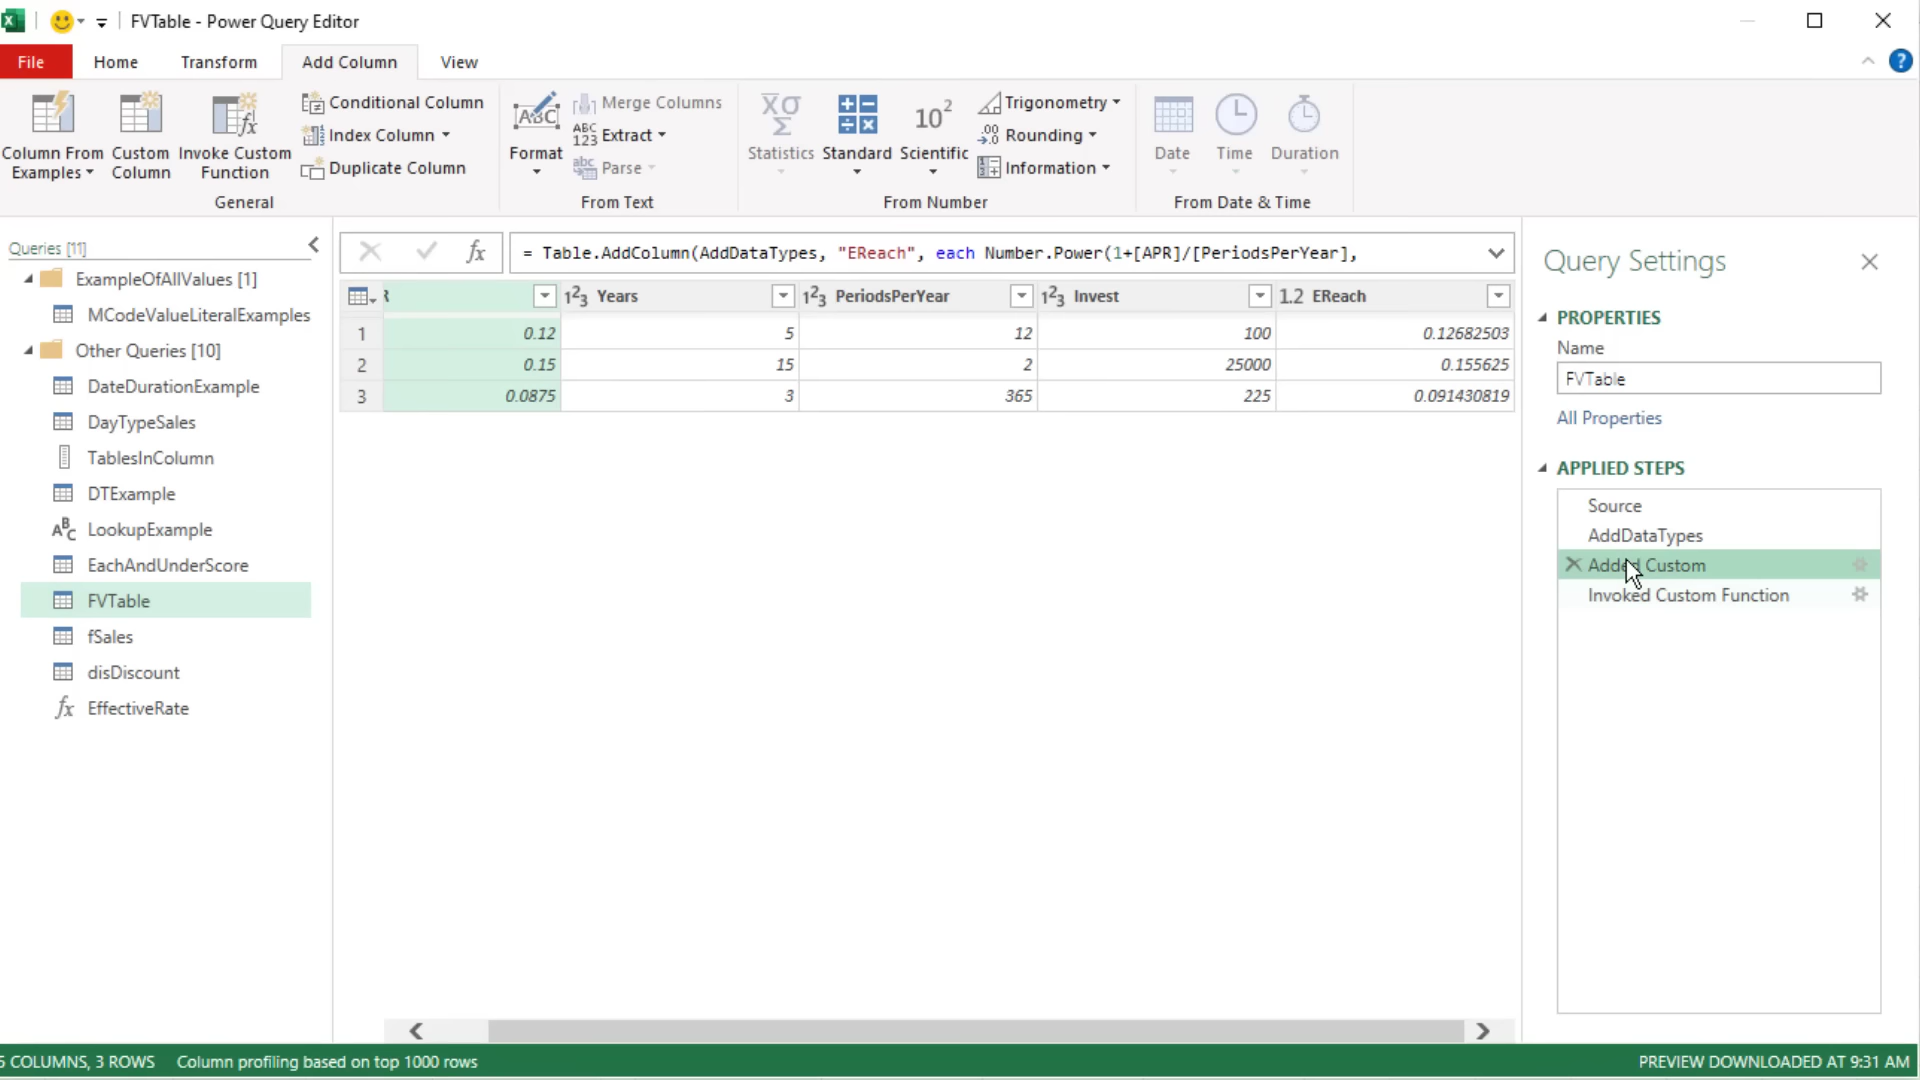 FVTable - Power Query Editor
File Home Transform Add Column View
Column From Examples
Custom Column
Invoke Custom Function
Conditional Column
Index Column
Duplicate Column
General
Format
Merge Columns
Extract
Parse
From Text
Statistics
Standard
Scientific
Trigonometry
Rounding
Information
From Number
Date
Time
Duration
From Date & Time
Queries [11]
ExampleOfAllValues [1]
MCodeValueLiteralExamples
Other Queries [10]
DateDurationExample
DayTypeSales
TablesInColumn
DTExample
LookupExample
EachAndUnderScore
FVTable
fSales
disDiscount
EffectiveRate
= Table.AddColumn(AddDataTypes, "EReach", each Number.Power(1+[APR]/[PeriodsPerYear],
R Years PeriodsPerYear Invest EReach
1 0.12 5 12 100 0.12682503
2 0.15 15 2 25000 0.155625
3 0.0875 3 365 225 0.091430819
Query Settings
PROPERTIES
Name
FVTable
All Properties
APPLIED STEPS
Source
AddDataTypes
Added Custom
Invoked Custom Function
COLUMNS, 3 ROWS Column profiling based on top 1000 rows
PREVIEW DOWNLOADED AT 9:31 AM